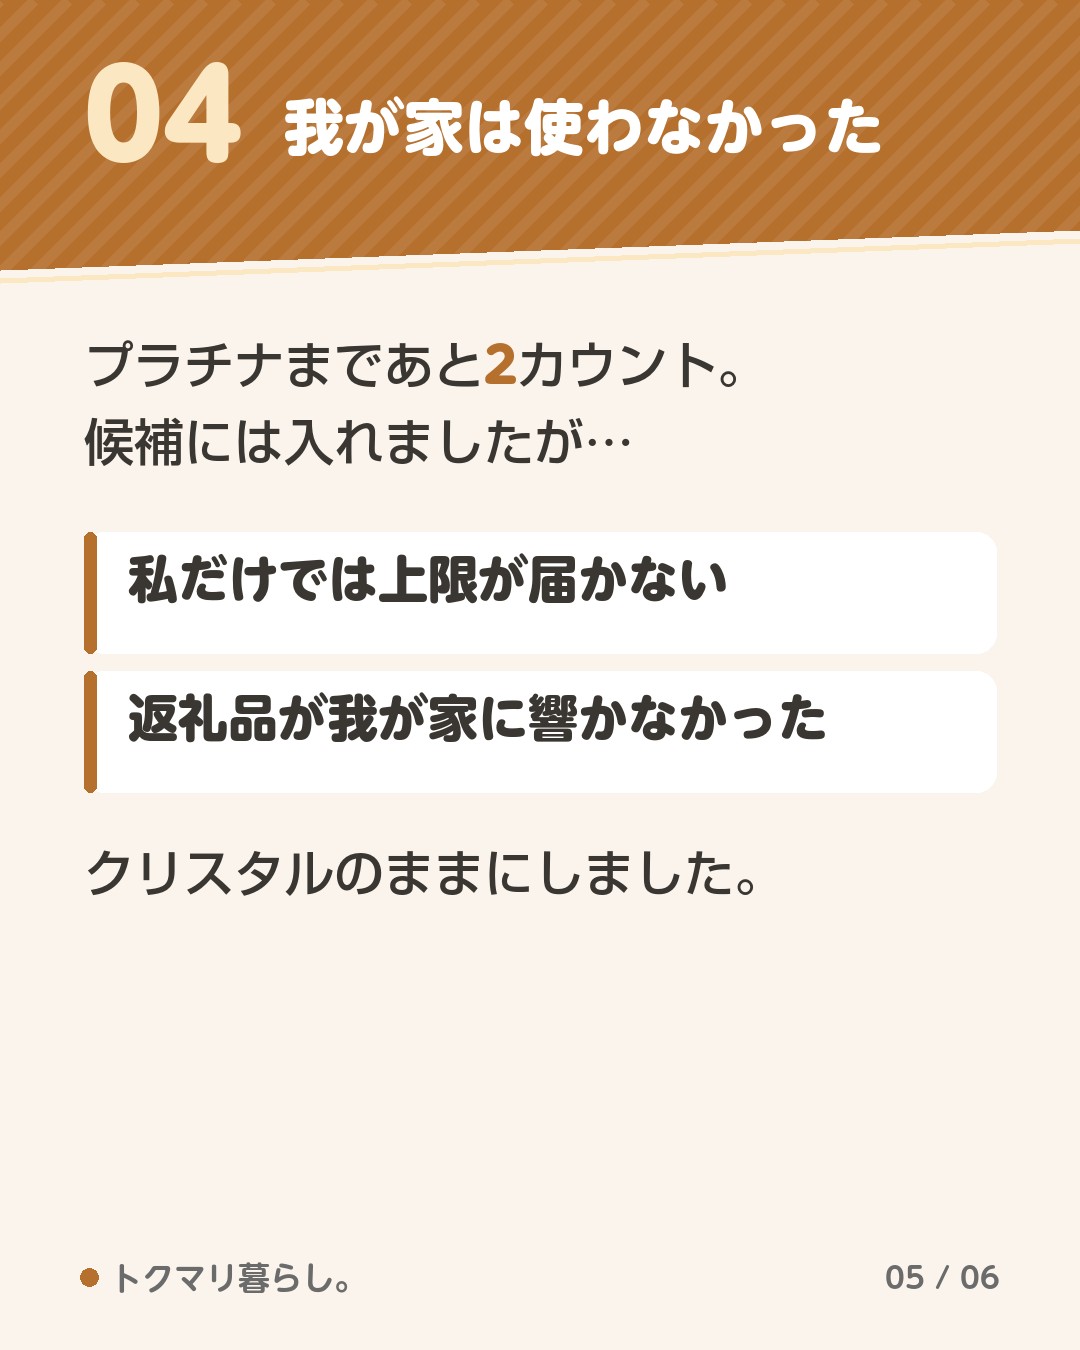 04 我が家は使わなかった
プラチナまであと2カウント。
候補には入れましたが…
私だけでは上限が届かない
返礼品が我が家に響かなかった
クリスタルのままにしました。
トクマリ暮らし。
05 / 06